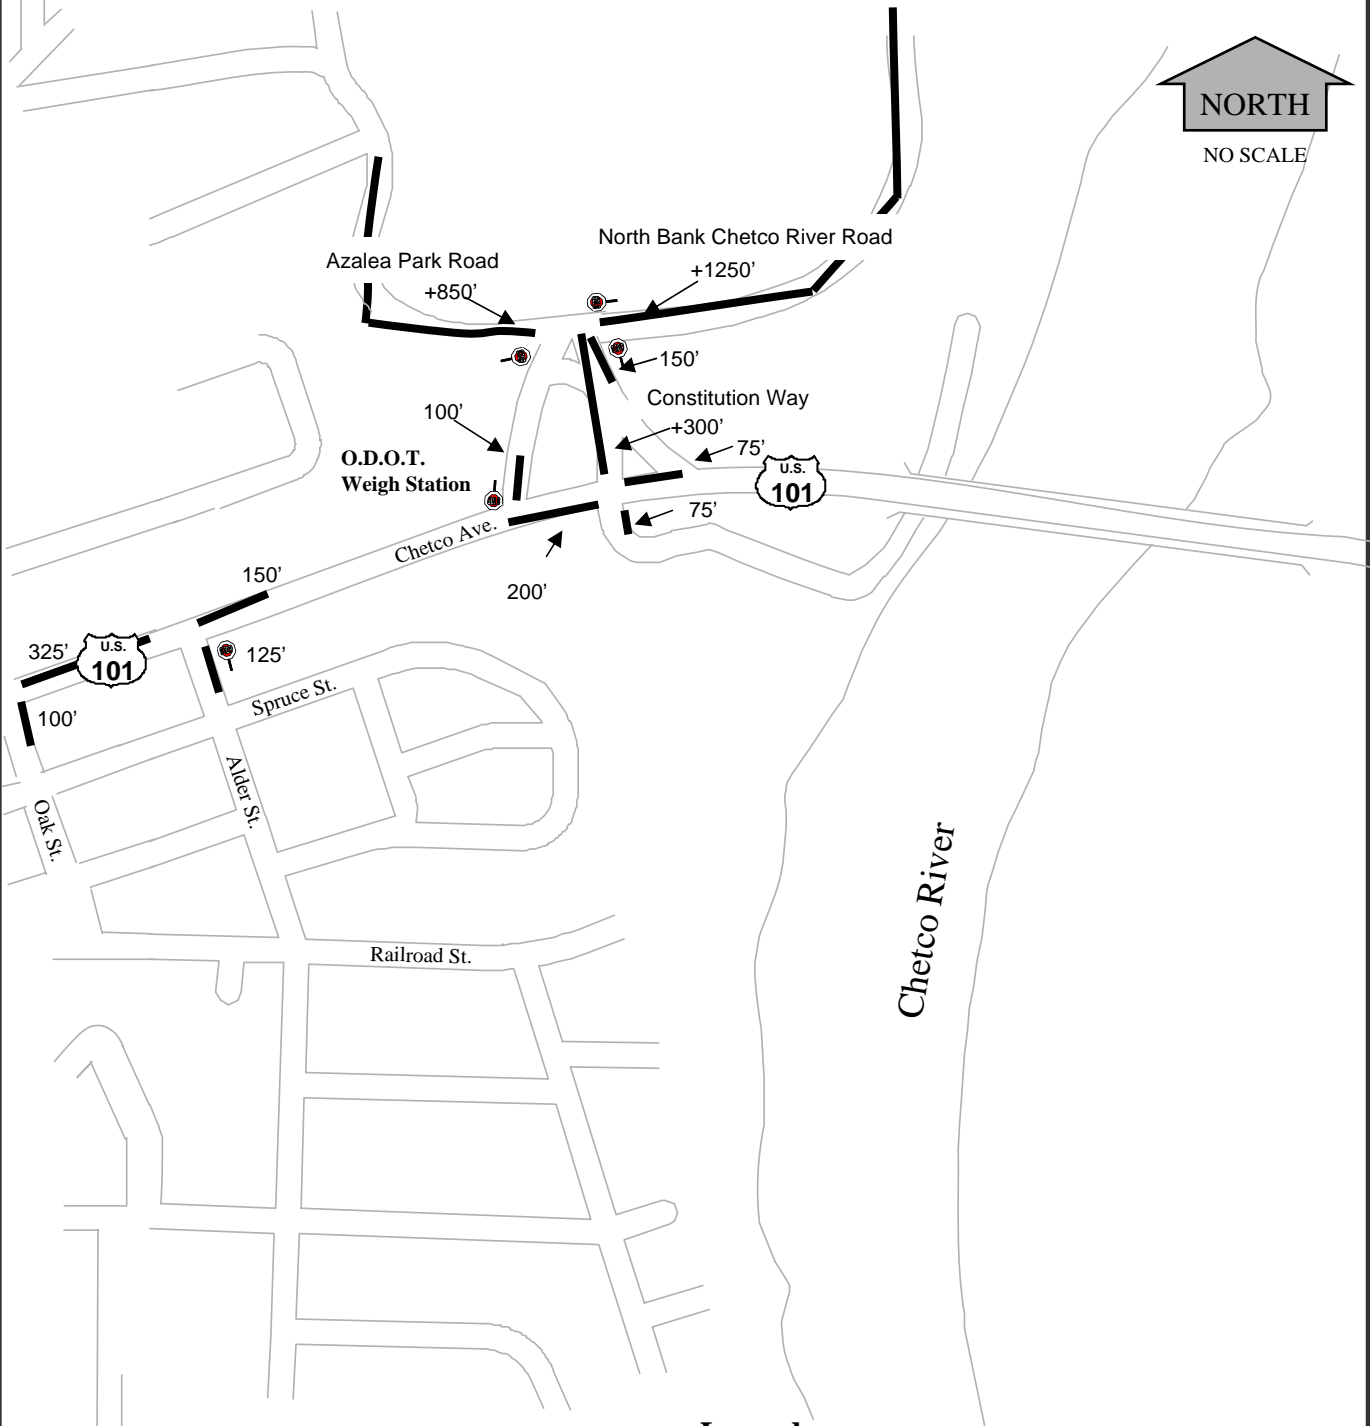 NORTH
NO SCALE
North Bank Chetco River Road
+1250'
Azalea Park Road
+850'
150'
Constitution Way
+300'
75'
100'
O.D.O.T.
Weigh Station
U.S.
101
75'
Chetco Ave.
200'
150'
325'
U.S.
101
125'
100'
Spruce St.
Alder St.
Oak St.
Chetco River
Railroad St.